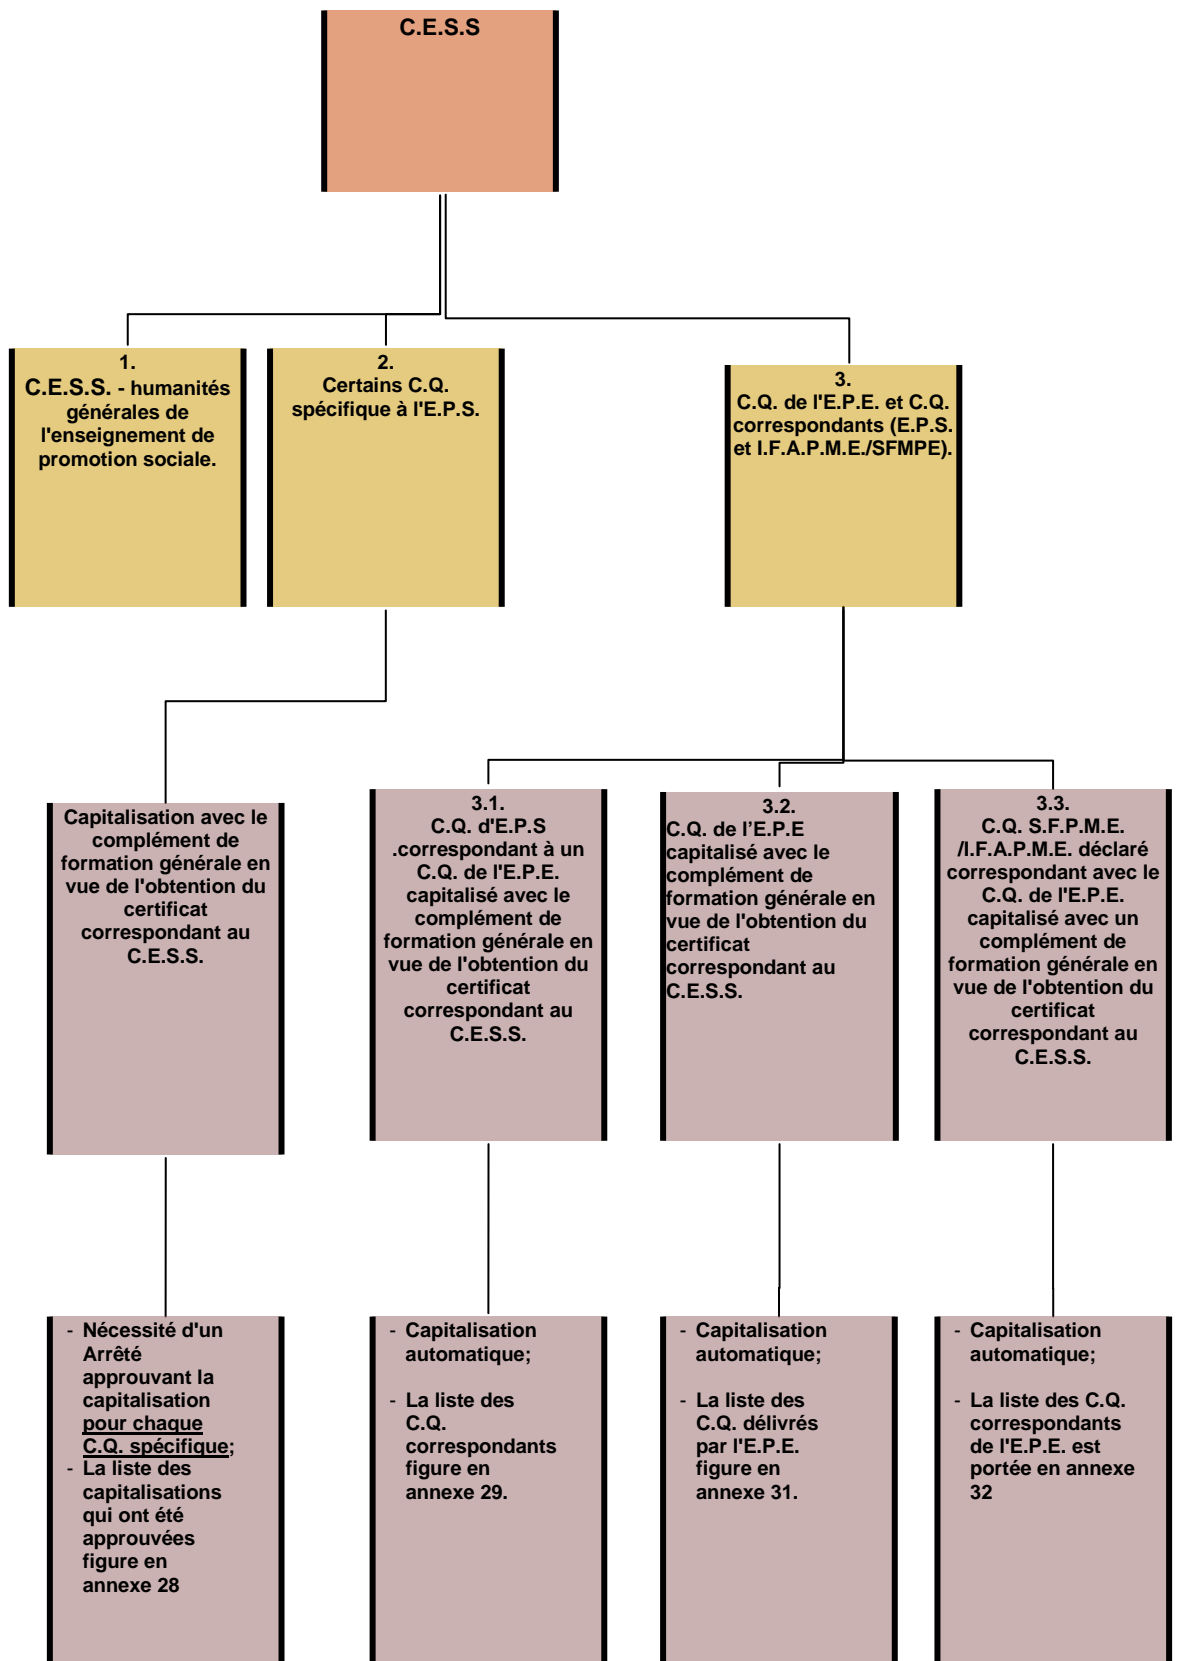 C.E.S.S
1.
C.E.S.S. - humanités
générales de
l'enseignement de
promotion sociale.
2.
Certains C.Q.
spécifique à l'E.P.S.
3.
C.Q. de l'E.P.E. et C.Q.
correspondants (E.P.S.
et I.F.A.P.M.E./SFMPE).
Capitalisation avec le
complément de
formation générale en
vue de l'obtention du
certificat
correspondant au
C.E.S.S.
3.1.
C.Q. d'E.P.S
.correspondant à un
C.Q. de l'E.P.E.
capitalisé avec le
complément de
formation générale en
vue de l'obtention du
certificat
correspondant au
C.E.S.S.
3.2.
C.Q. de l’E.P.E
capitalisé avec le
complément de
formation générale en
vue de l'obtention du
certificat
correspondant au
C.E.S.S.
3.3.
C.Q. S.F.P.M.E.
/I.F.A.P.M.E. déclaré
correspondant avec le
C.Q. de l'E.P.E.
capitalisé avec un
complément de
formation générale en
vue de l'obtention du
certificat
correspondant au
C.E.S.S.
- Nécessité d'un
Arrêté
approuvant la
capitalisation
pour chaque
C.Q. spécifique;
- La liste des
capitalisations
qui ont été
approuvées
figure en
annexe 28
- Capitalisation
automatique;
- La liste des
C.Q.
correspondants
figure en
annexe 29.
- Capitalisation
automatique;
- La liste des
C.Q. délivrés
par l'E.P.E.
figure en
annexe 31.
- Capitalisation
automatique;
- La liste des C.Q.
correspondants
de l'E.P.E. est
portée en annexe
32